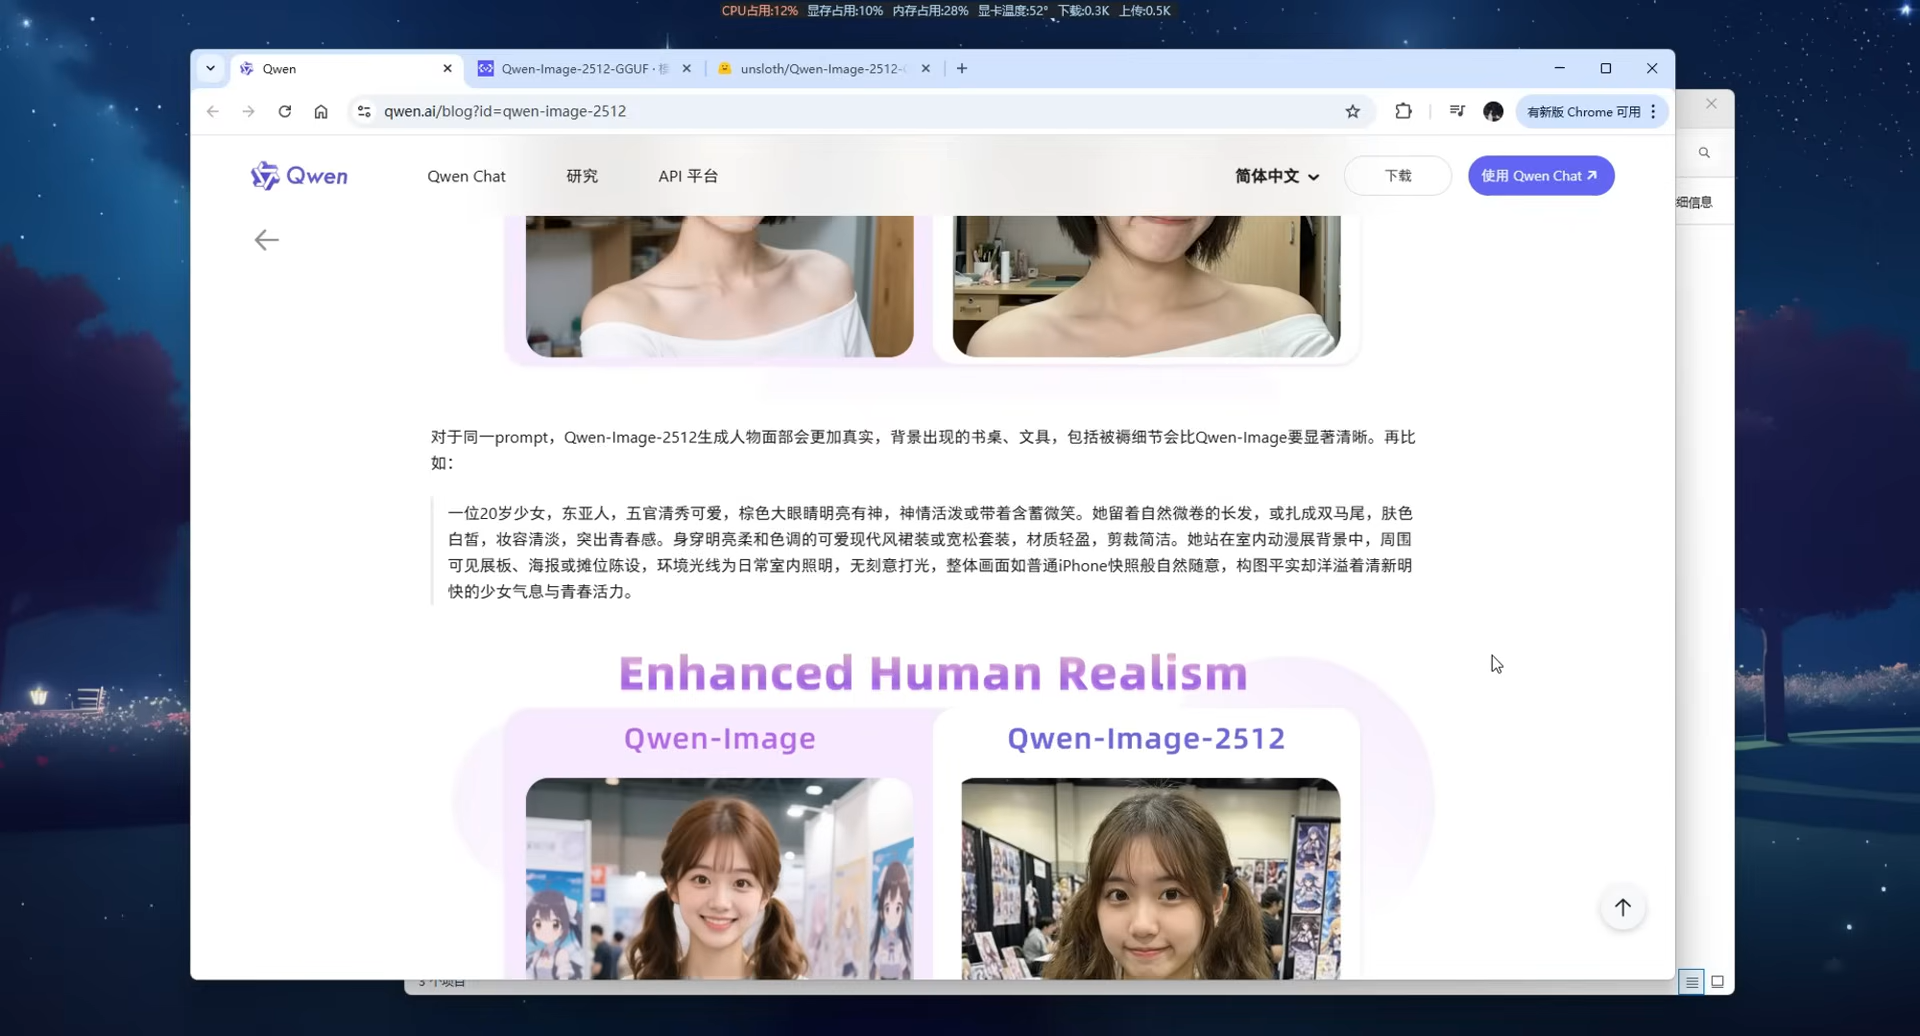 CPU占用:12% 显存占用:10% 内存占用:28% 显卡温度:52° 下载:0.3K 上传:0.5K
Qwen
Qwen-Image-2512-GGUF ·
unsloth/Qwen-Image-2512-
qwen.ai/blog?id=qwen-image-2512
有新版 Chrome 可用
Qwen
Qwen Chat
研究
API 平台
简体中文
下载
使用 Qwen Chat
细信息
对于同一prompt，Qwen-Image-2512生成人物面部会更加真实，背景出现的书桌、文具，包括被褥细节会比Qwen-Image要显著清晰。再比
如：
一位20岁少女，东亚人，五官清秀可爱，棕色大眼睛明亮有神，神情活泼或带着含蓄微笑。她留着自然微卷的长发，或扎成双马尾，肤色
白皙，妆容清淡，突出青春感。身穿明亮柔和色调的可爱现代风裙装或宽松套装，材质轻盈，剪裁简洁。她站在室内动漫展背景中，周围
可见展板、海报或摊位陈设，环境光线为日常室内照明，无刻意打光，整体画面如普通iPhone快照般自然随意，构图平实却洋溢着清新明
快的少女气息与青春活力。
Enhanced Human Realism
Qwen-Image
Qwen-Image-2512
3 个项目